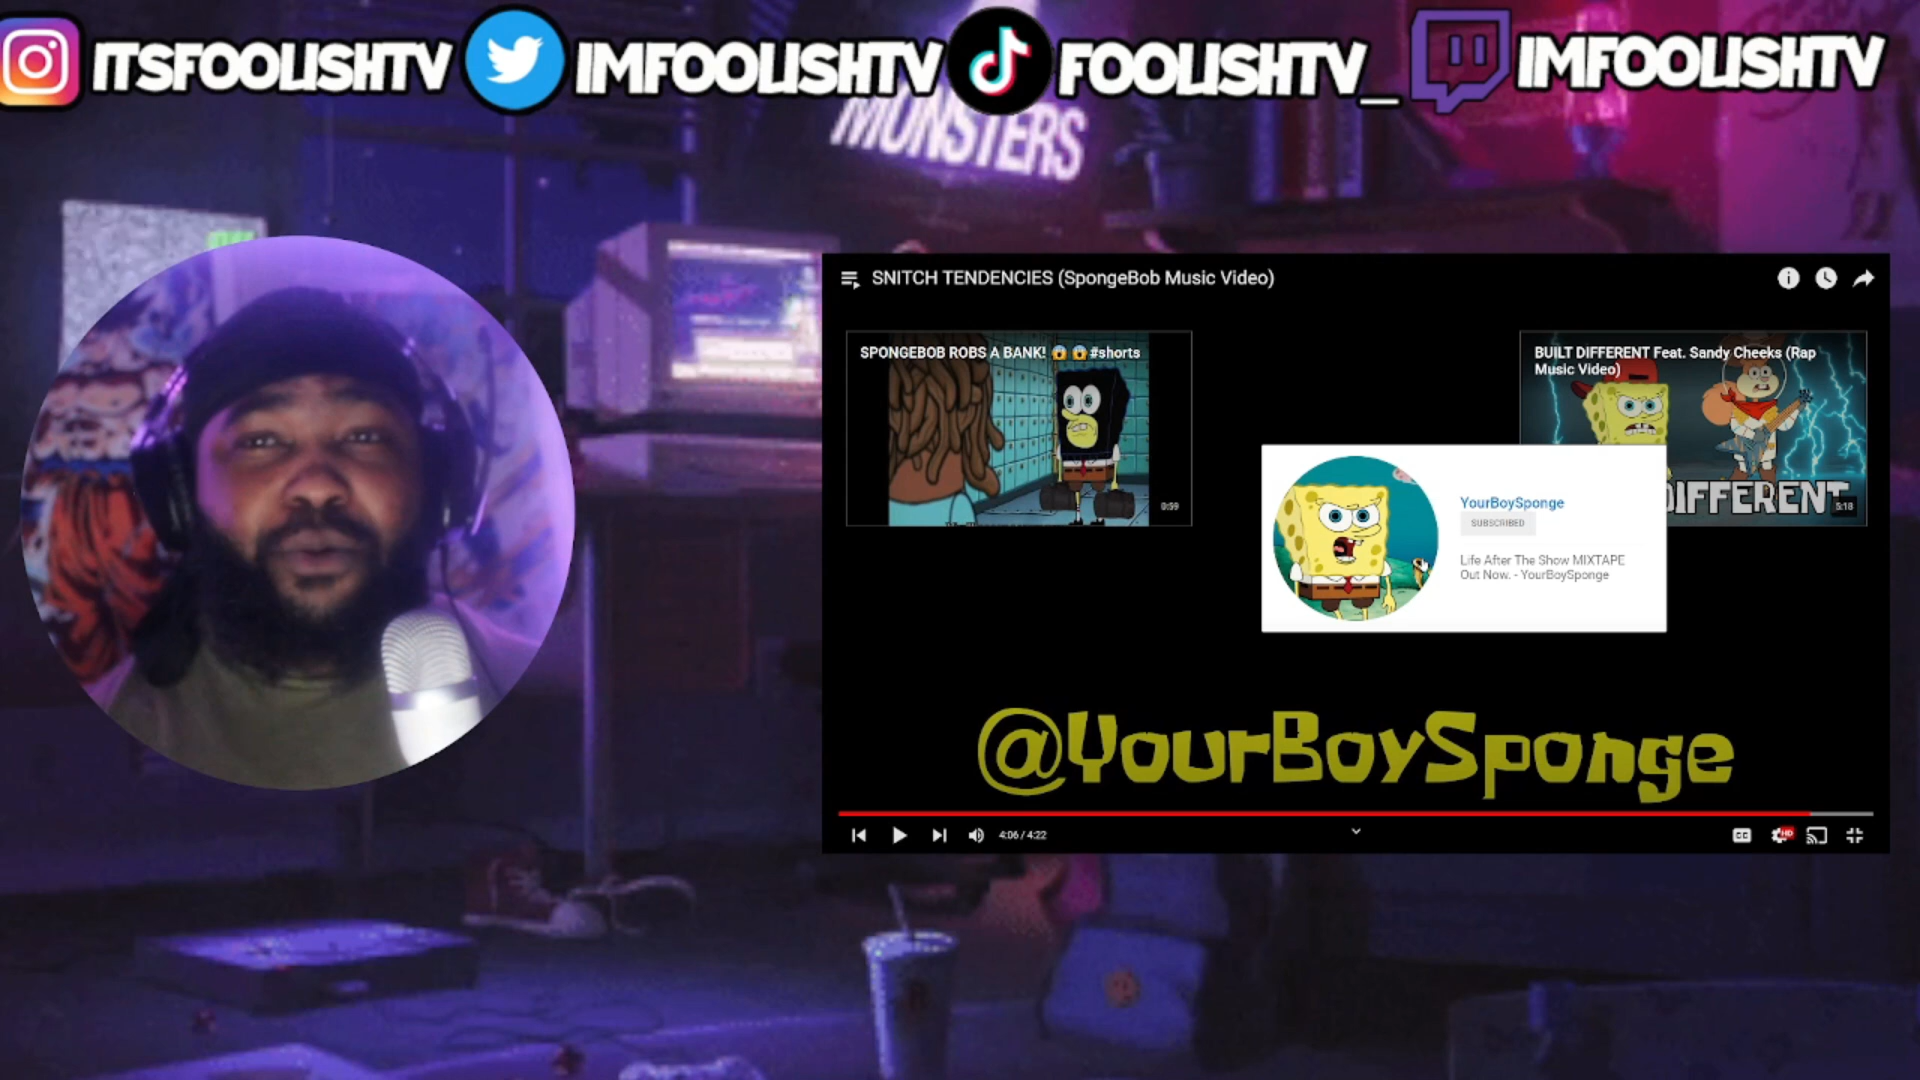 ITSFOOLISHTV
IMFOOLISHTV
FOOLISHTV_
IMFOOLISHTV
MONSTERS
SNITCH TENDENCIES (SpongeBob Music Video)
SPONGEBOB ROBS A BANK! 😱 😱 #shorts
0:59
BUILT DIFFERENT Feat. Sandy Cheeks (Rap
Music Video)
DIFFERENT
5:18
YourBoySponge
SUBSCRIBED
Life After The Show MIXTAPE
Out Now. - YourBoySponge
@YourBoySponge
4:06 / 4:22
CC
HD